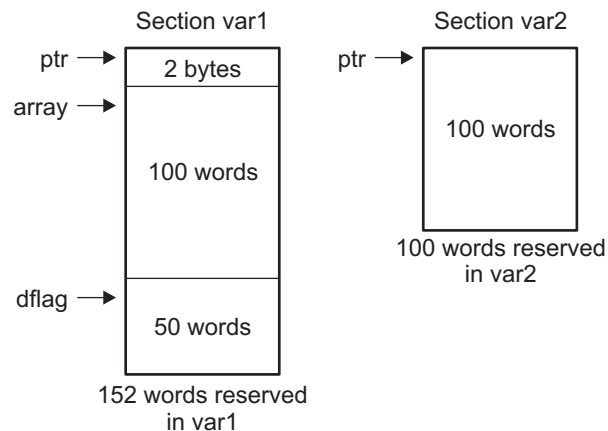 Section var1
ptr
2 bytes
array
100 words
dflag
50 words
152 words reserved
in var1
Section var2
ptr
100 words
100 words reserved
in var2